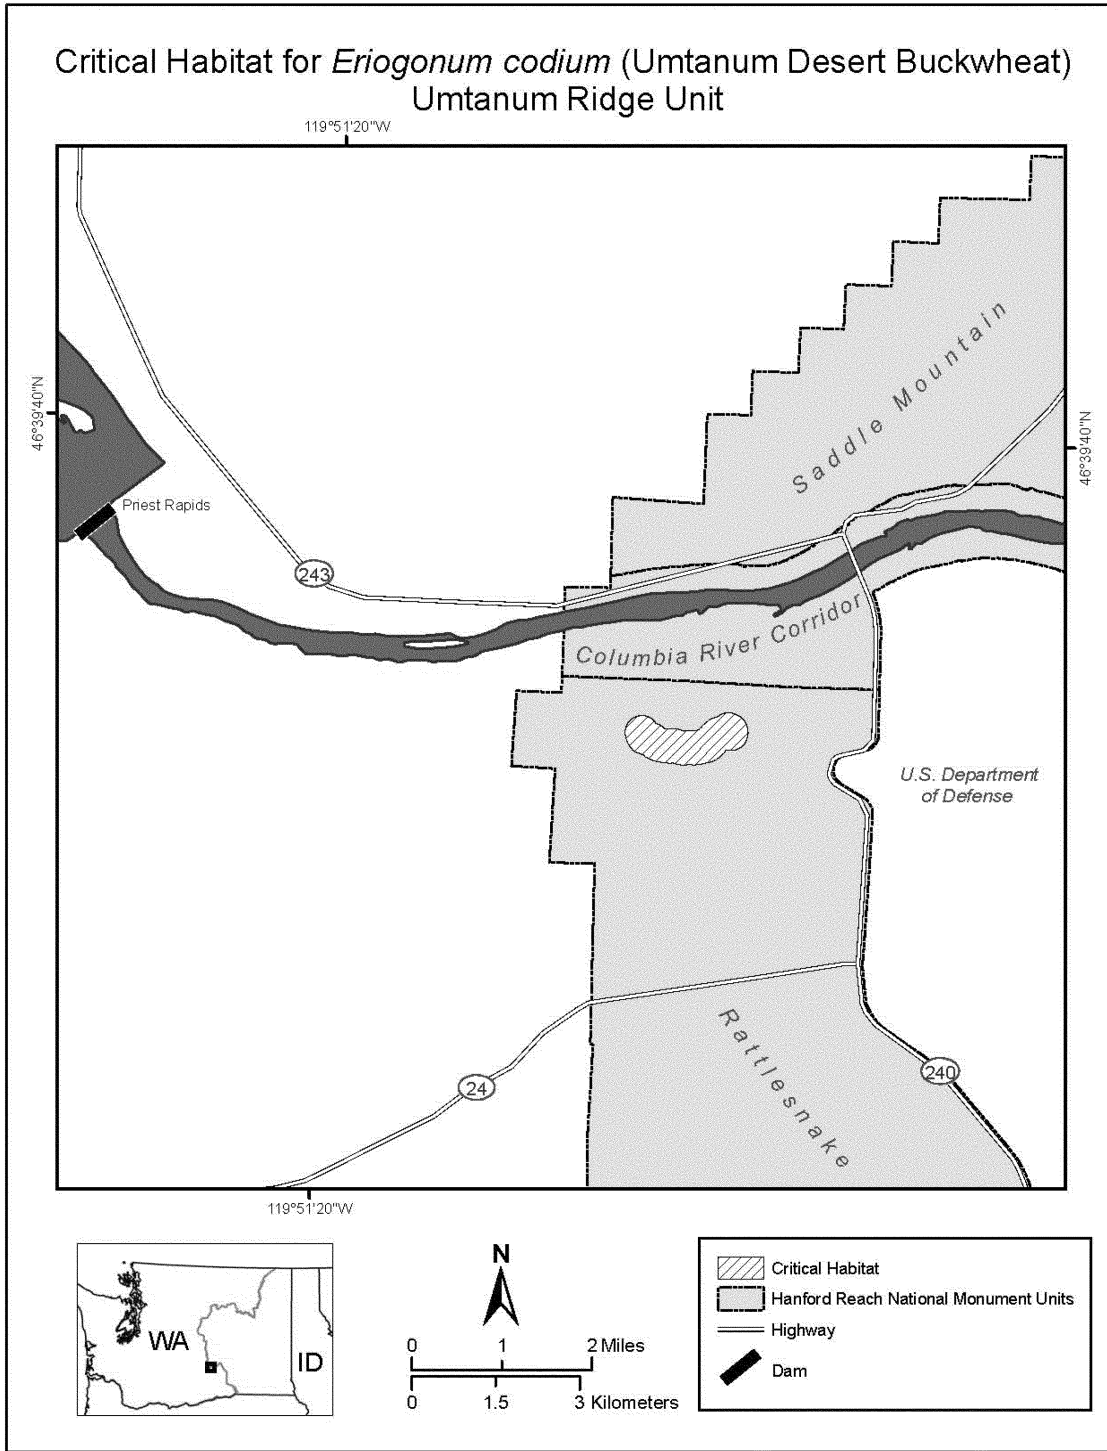 Critical Habitat for Eriogonum codium (Umtanum Desert Buckwheat)
Umtanum Ridge Unit
119°51'20"W
46°39'40"N
46°39'40"N
Saddle Mountain
Priest Rapids
243
Columbia River Corridor
U.S. Department
of Defense
Rattlesnake
24
240
119°51'20"W
WA
ID
N
0 1 2 Miles
0 1.5 3 Kilometers
Critical Habitat
Hanford Reach National Monument Units
Highway
Dam